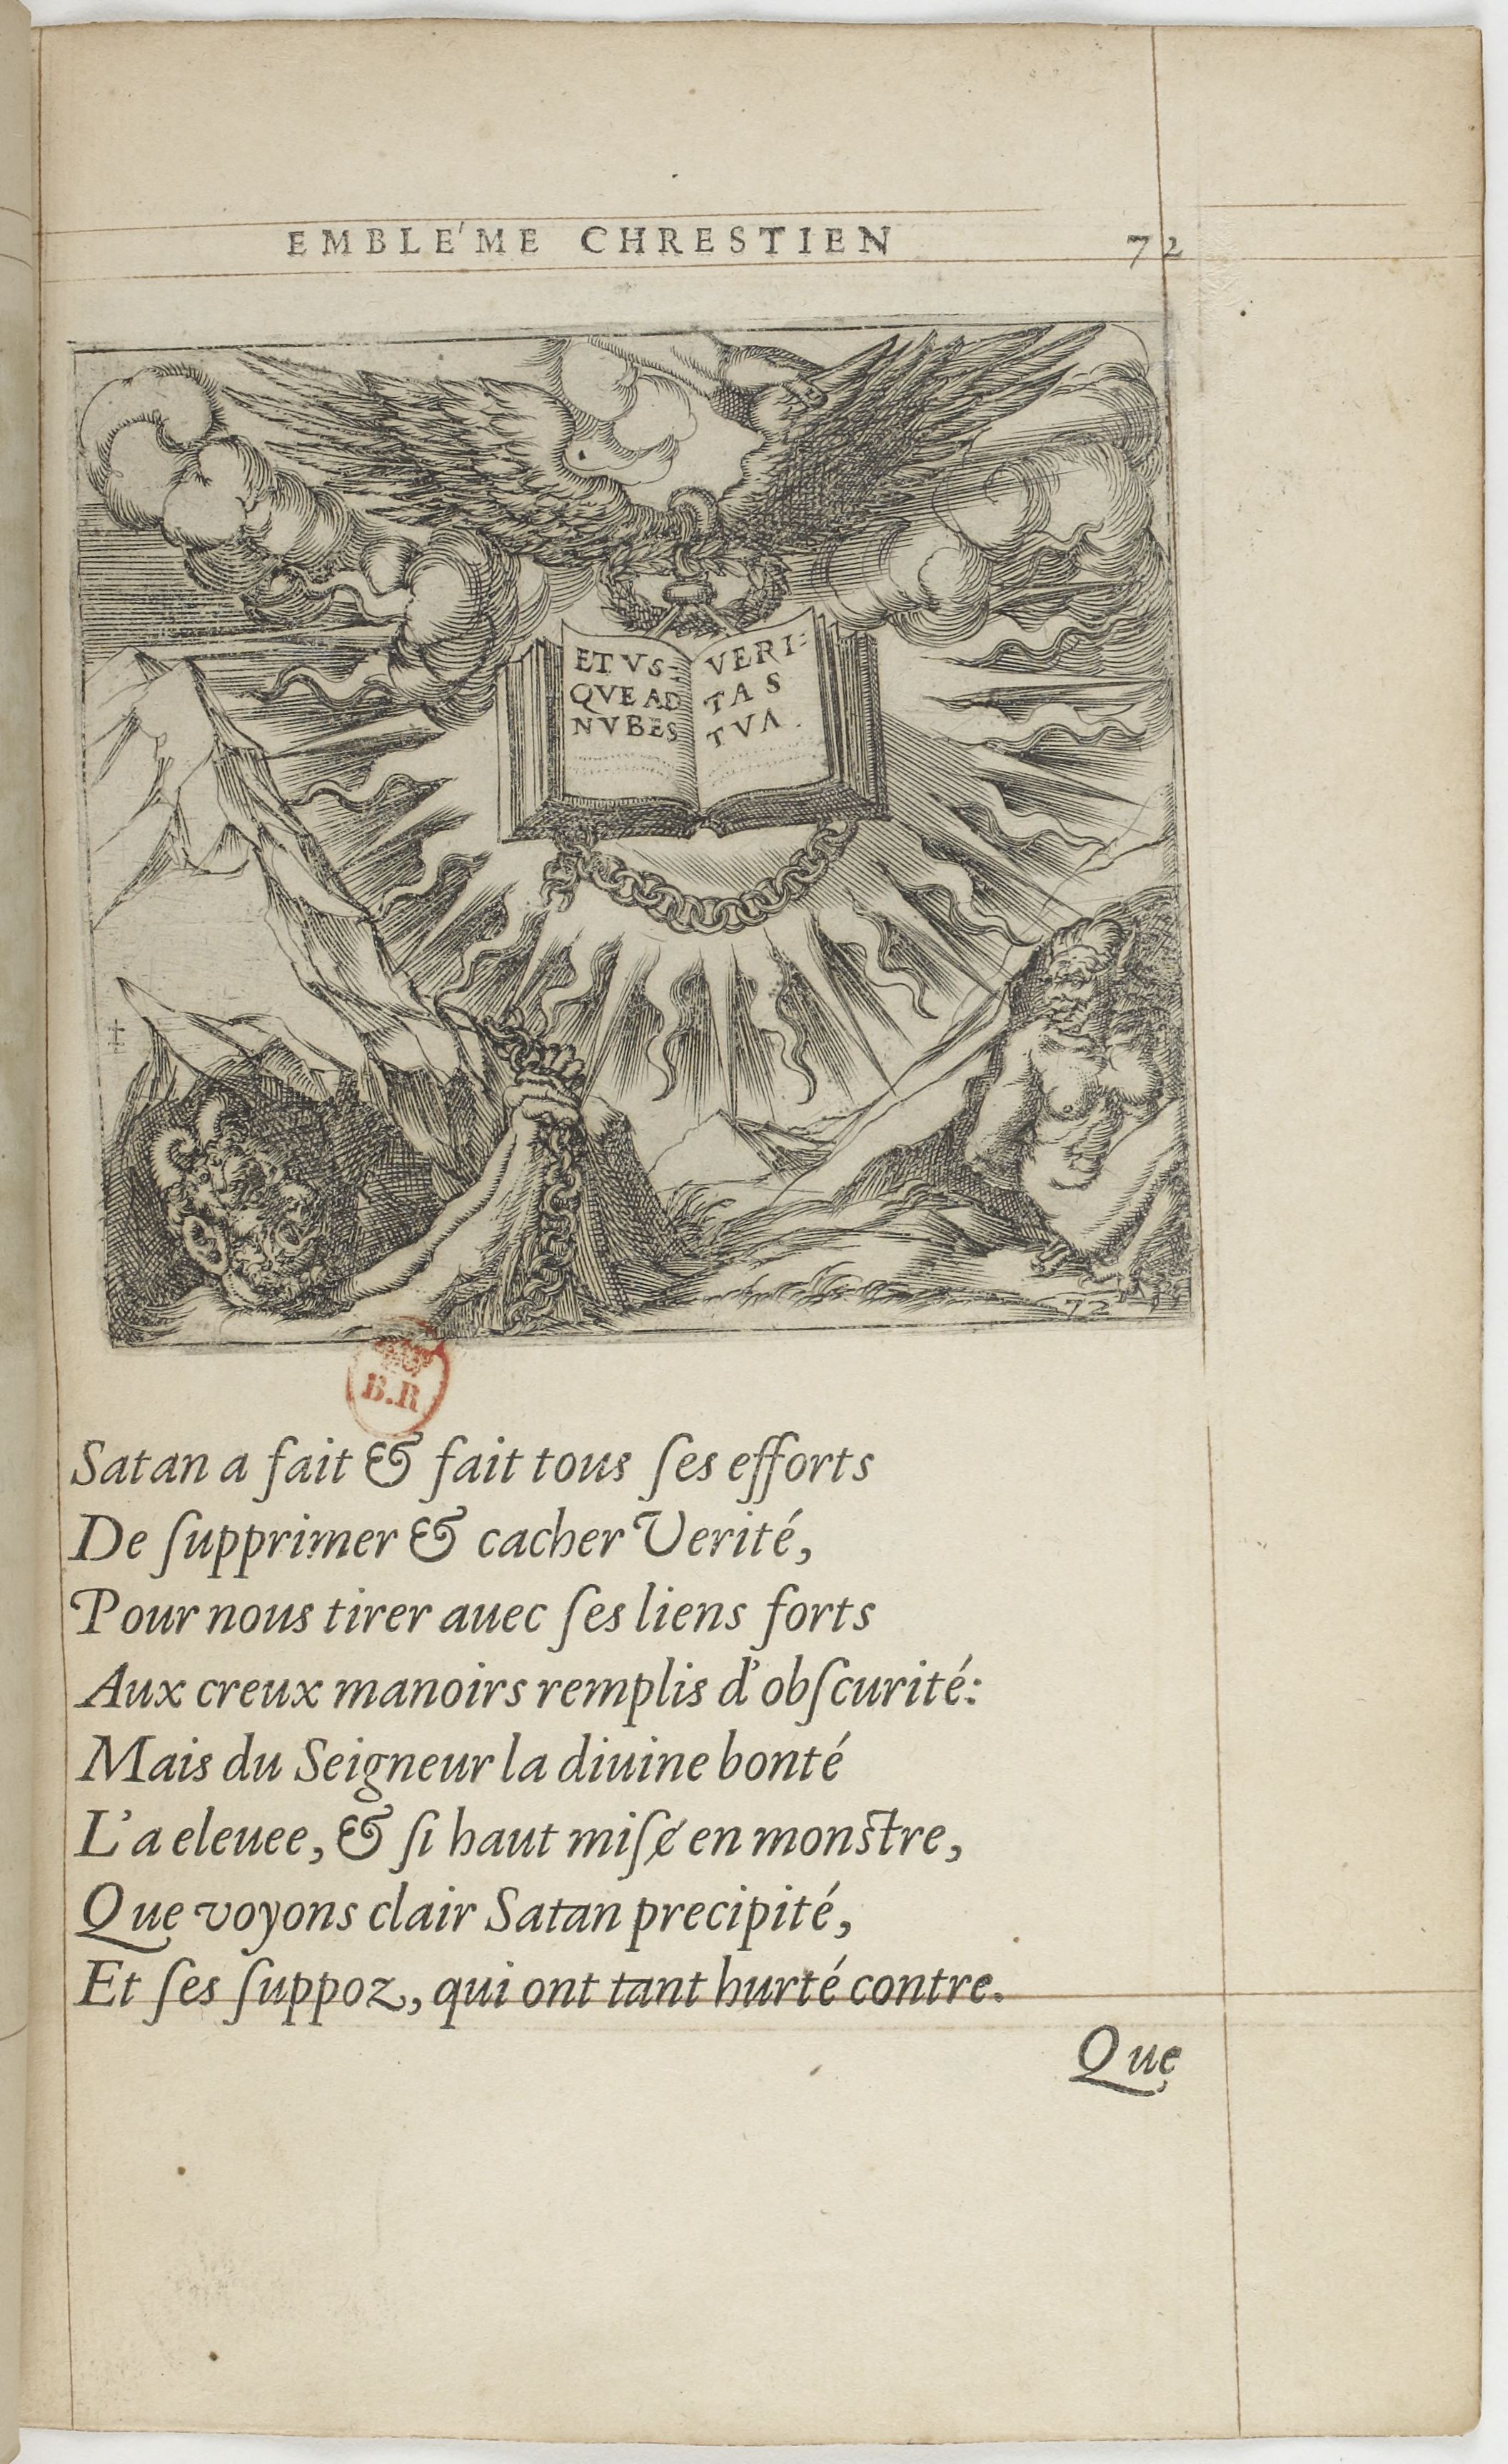 EMBLE'ME CHRESTIEN 72
ET VS-
QVE AD
NVBES
VERI-
TAS
TVA.
72
B.R
Satan a fait & fait tous ſes efforts
De ſupprimer & cacher Verité,
Pour nous tirer auec ſes liens forts
Aux creux manoirs remplis d'obſcurité:
Mais du Seigneur la diuine bonté
L'a eleuee, & ſi haut miſe en monſtre,
Que voyons clair Satan precipité,
Et ſes ſuppoz, qui ont tant hurté contre.
Que